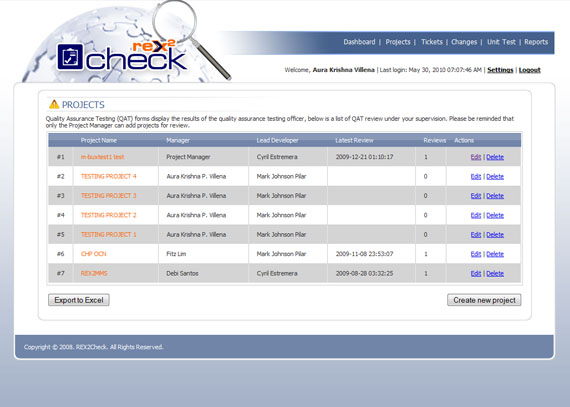 rex2
check
Dashboard | Projects | Tickets | Changes | Unit Test | Reports
Welcome, Aura Krishna Villena | Last login: May 30, 2010 07:07:46 AM | Settings | Logout
PROJECTS
Quality Assurance Testing (QAT) forms display the results of the quality assurance testing officer, below is a list of QAT review under your supervision. Please be reminded
that only the Project Manager can add projects for review.
Project Name Manager Lead Developer Latest Review Reviews Actions
#1 m-buxtest1 test Project Manager Cyril Estremera 2009-12-21 01:10:17 1 Edit | Delete
#2 TESTING PROJECT 4 Aura Krishna P. Villena Mark Johnson Pilar 0 Edit | Delete
#3 TESTING PROJECT 3 Aura Krishna P. Villena Mark Johnson Pilar 0 Edit | Delete
#4 TESTING PROJECT 2 Aura Krishna P. Villena Mark Johnson Pilar 0 Edit | Delete
#5 TESTING PROJECT 1 Aura Krishna P. Villena Mark Johnson Pilar 0 Edit | Delete
#6 CHP OCN Fitz Lim Mark Johnson Pilar 2009-11-08 23:53:07 1 Edit | Delete
#7 REX2MMS Debi Santos Cyril Estremera 2009-08-28 03:32:25 1 Edit | Delete
Export to Excel Create new project
Copyright © 2008. REX2Check. All Rights Reserved.